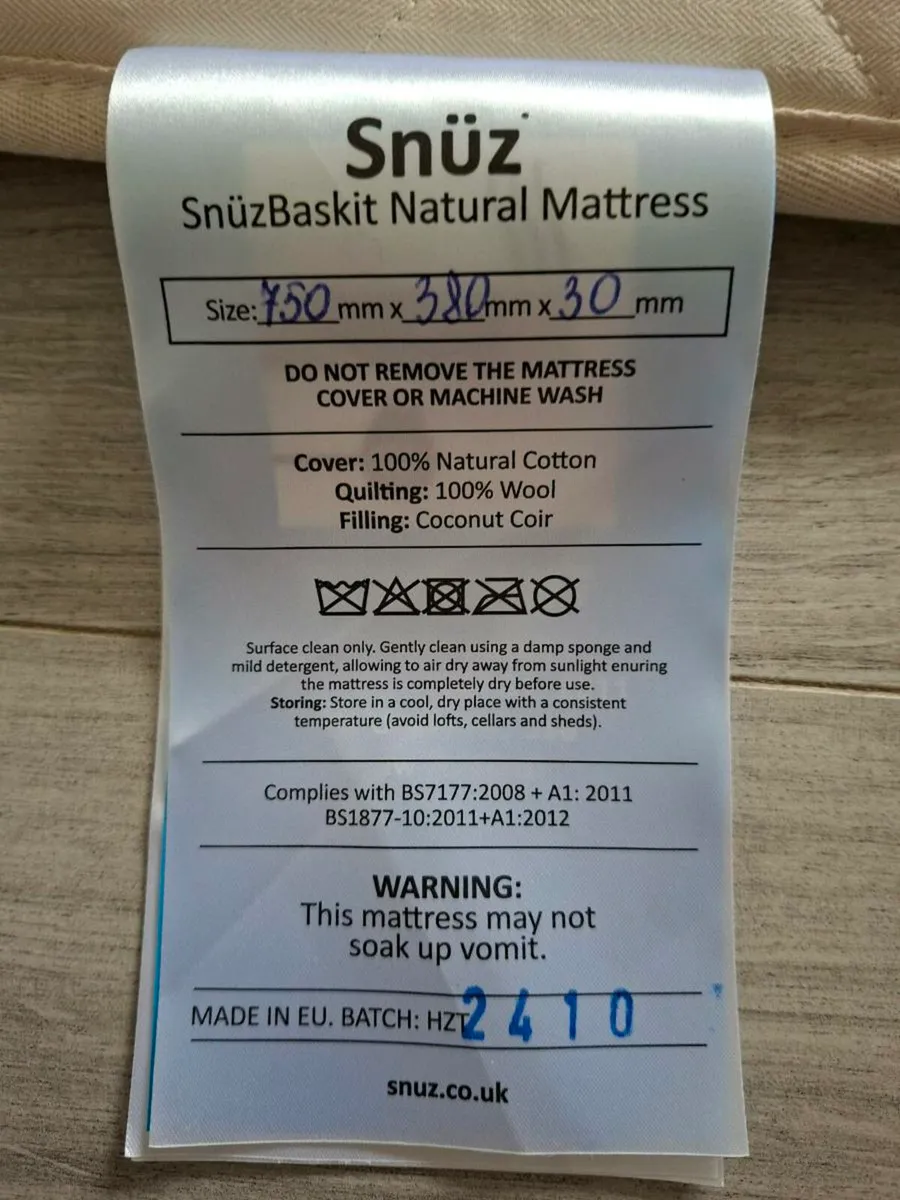 Snüz
SnüzBaskit Natural Mattress
Size: 750 mm x 380 mm x 30 mm
DO NOT REMOVE THE MATTRESS
COVER OR MACHINE WASH
Cover: 100% Natural Cotton
Quilting: 100% Wool
Filling: Coconut Coir
Surface clean only. Gently clean using a damp sponge and
mild detergent, allowing to air dry away from sunlight enuring
the mattress is completely dry before use.
Storing: Store in a cool, dry place with a consistent
temperature (avoid lofts, cellars and sheds).
Complies with BS7177:2008 + A1: 2011
BS1877-10:2011+A1:2012
WARNING:
This mattress may not
soak up vomit.
MADE IN EU. BATCH: HZT 2410
snuz.co.uk